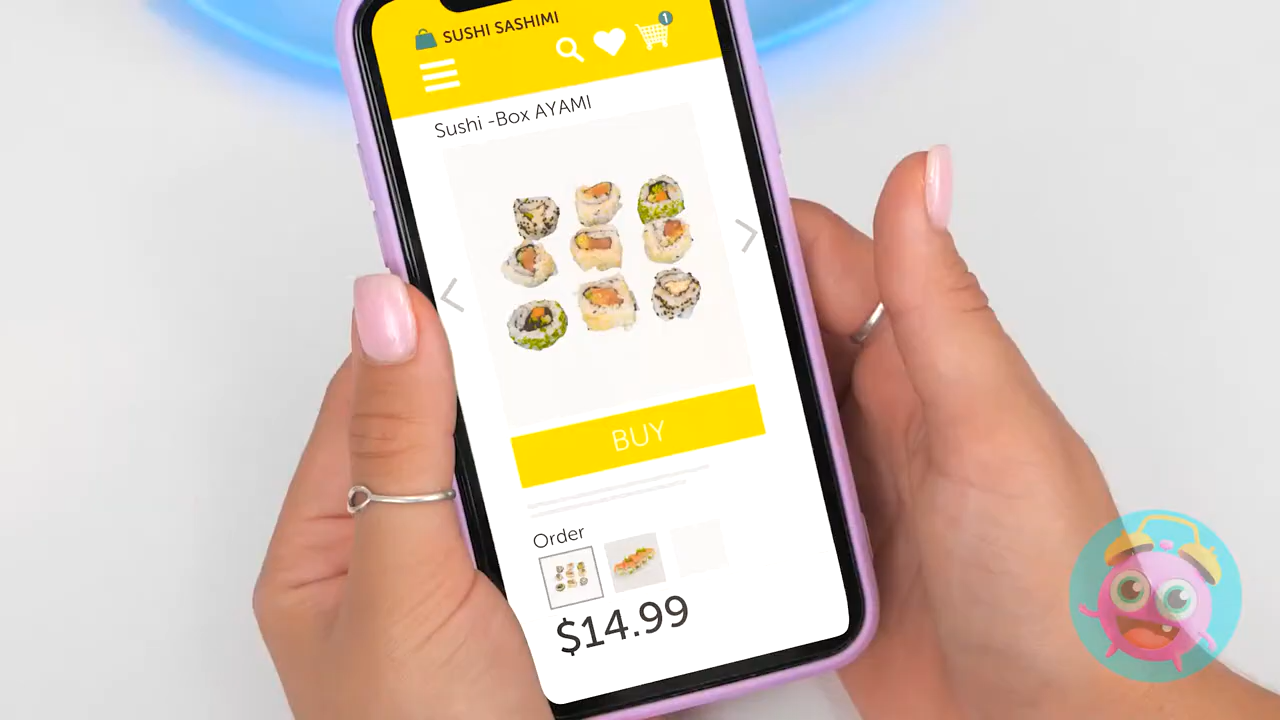 SUSHI SASHIMI
1
Sushi -Box AYAMI
BUY
Order
$14.99